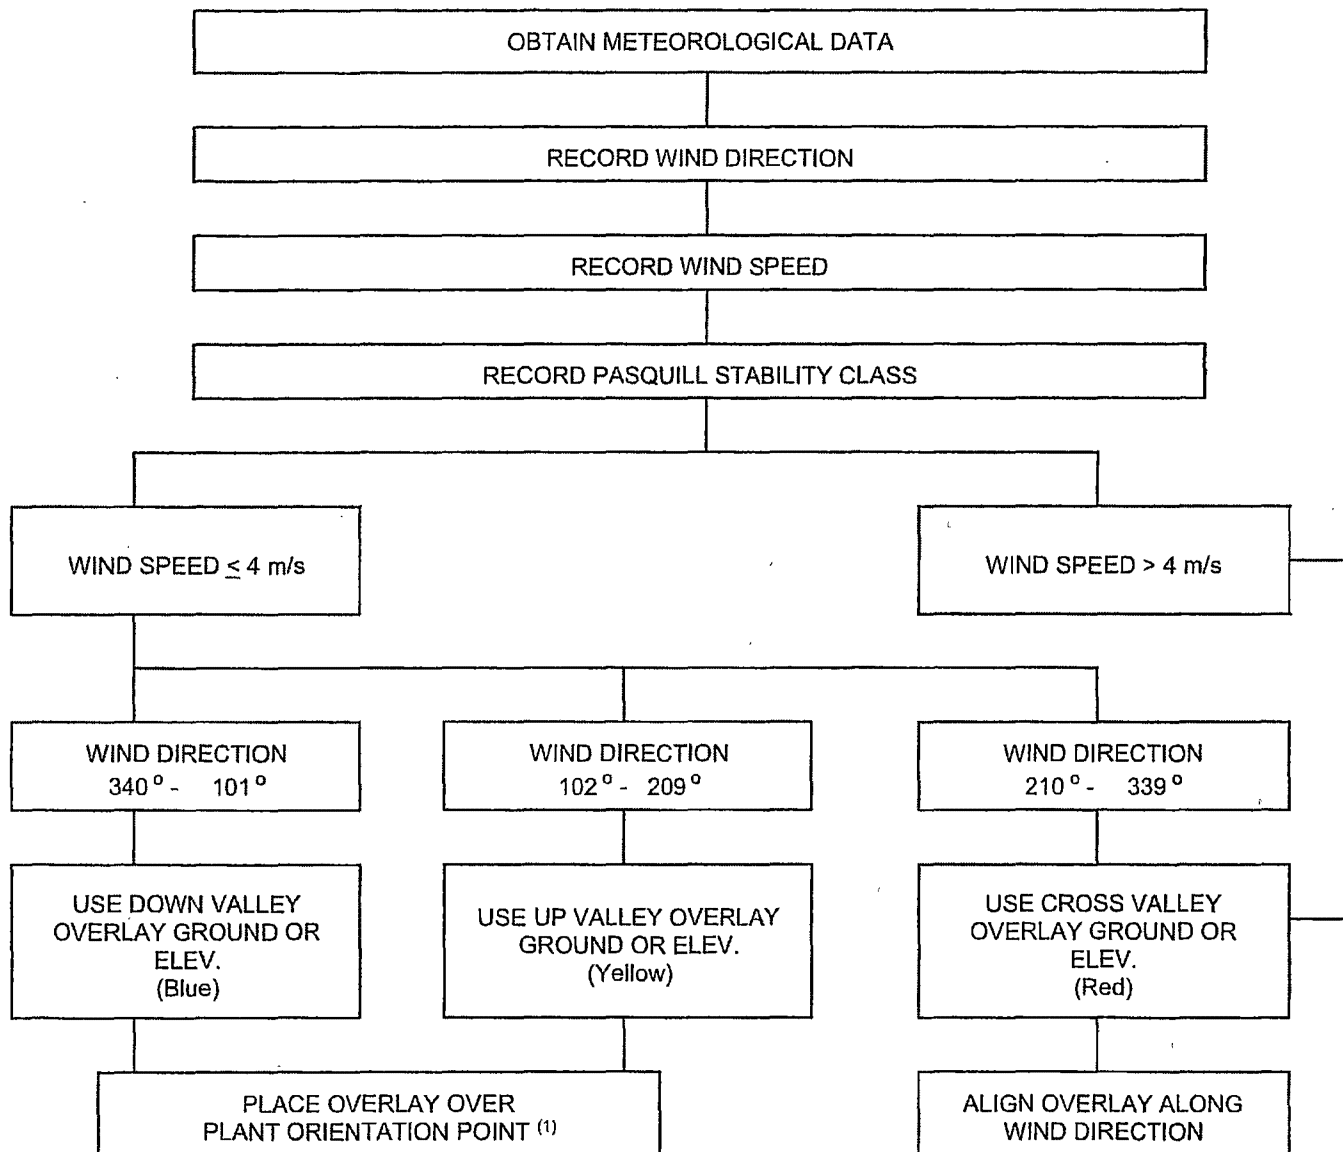 OBTAIN METEOROLOGICAL DATA
RECORD WIND DIRECTION
RECORD WIND SPEED
RECORD PASQUILL STABILITY CLASS
WIND SPEED ≤ 4 m/s
WIND SPEED > 4 m/s
WIND DIRECTION
340° - 101°
WIND DIRECTION
102° - 209°
WIND DIRECTION
210° - 339°
USE DOWN VALLEY
OVERLAY GROUND OR
ELEV.
(Blue)
USE UP VALLEY OVERLAY
GROUND OR ELEV.
(Yellow)
USE CROSS VALLEY
OVERLAY GROUND OR
ELEV.
(Red)
PLACE OVERLAY OVER
PLANT ORIENTATION POINT (1)
ALIGN OVERLAY ALONG
WIND DIRECTION